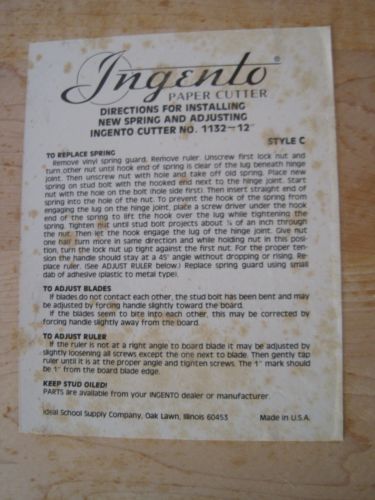 Ingento®
PAPER CUTTER
DIRECTIONS FOR INSTALLING
NEW SPRING AND ADJUSTING
INGENTO CUTTER NO. 1132—12"
STYLE C
TO REPLACE SPRING
Remove vinyl spring guard. Remove ruler. Unscrew first lock nut and
turn other nut until hook end of spring is clear of the lug beneath hinge
joint. Then unscrew nut with hole and take off old spring. Place new
spring on stud bolt with the hooked end next to the hinge joint. Start
nut with the hole on the bolt (hole side first) Then insert straight end of
spring into the hole of the nut. To prevent the hook of the spring from
engaging the lug on the hinge joint, place a screw driver under the hook
end of the spring to lift the hook over the lug while tightening the
spring. Tighten nut until stud bolt projects about ¼ of an inch through
the nut. Then let the hook engage the lug of the hinge joint. Give nut
one half turn more in same direction and while holding nut in this posi-
tion, turn the lock nut up tight against the first nut. For the proper ten-
sion the handle should stay at a 45° angle without dropping or rising. Re-
place ruler. (See ADJUST RULER below.) Replace spring guard using small
dab of adhesive (plastic to metal type).
TO ADJUST BLADES
If blades do not contact each other, the stud bolt has been bent and may
be adjusted by forcing handle slightly toward the board.
If the blades seem to bite into each other, this may be corrected by
forcing handle slightly away from the board.
TO ADJUST RULER
If the ruler is not at a right angle to board blade it may be adjusted by
slightly loosening all screws except the one next to blade. Then gently tap
ruler until it is at the proper angle and tighten screws. The 1" mark should
be 1" from the board blade edge.
KEEP STUD OILED!
PARTS are available from your INGENTO dealer or manufacturer.
Ideal School Supply Company, Oak Lawn, Illinois 60453 Made in U.S.A.